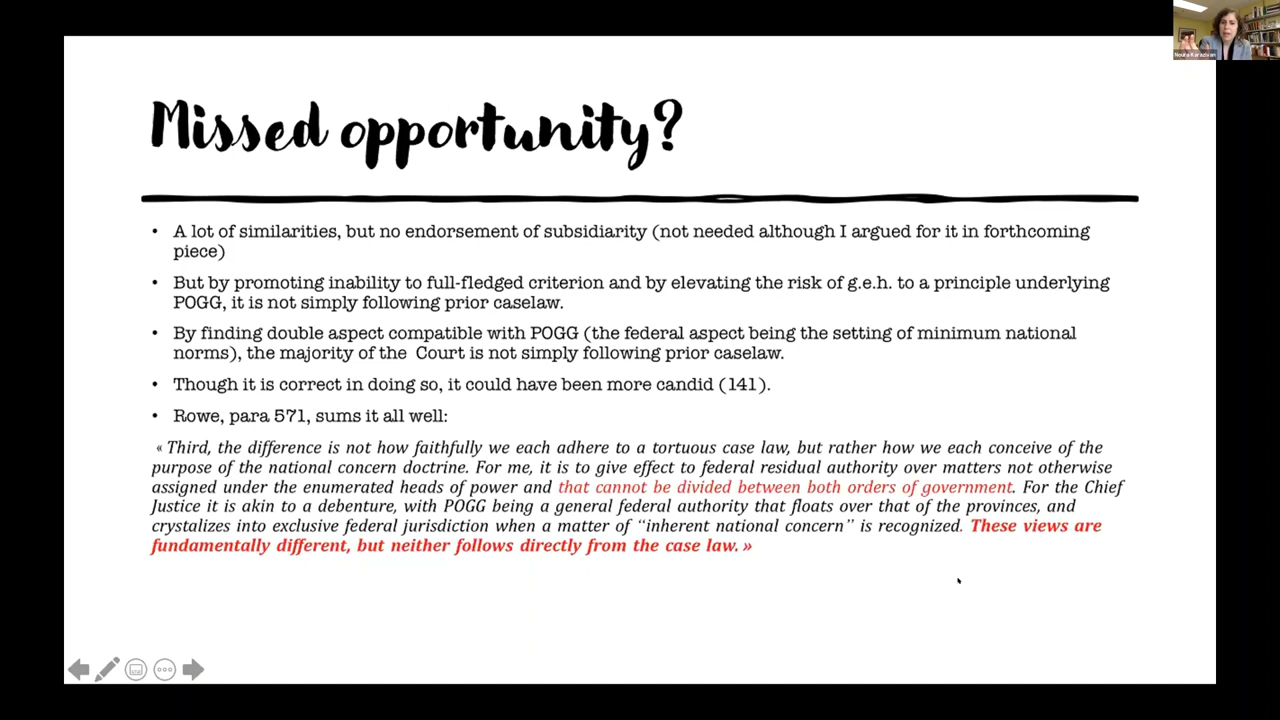 Noura Karazivan
Missed opportunity?
• A lot of similarities, but no endorsement of subsidiarity (not needed although I argued for it in forthcoming
piece)
• But by promoting inability to full-fledged criterion and by elevating the risk of g.e.h. to a principle underlying
POGG, it is not simply following prior caselaw.
• By finding double aspect compatible with POGG (the federal aspect being the setting of minimum national
norms), the majority of the Court is not simply following prior caselaw.
• Though it is correct in doing so, it could have been more candid (141).
• Rowe, para 571, sums it all well:
« Third, the difference is not how faithfully we each adhere to a tortuous case law, but rather how we each conceive of the
purpose of the national concern doctrine. For me, it is to give effect to federal residual authority over matters not otherwise
assigned under the enumerated heads of power and that cannot be divided between both orders of government. For the Chief
Justice it is akin to a debenture, with POGG being a general federal authority that floats over that of the provinces, and
crystalizes into exclusive federal jurisdiction when a matter of “inherent national concern” is recognized. These views are
fundamentally different, but neither follows directly from the case law. »